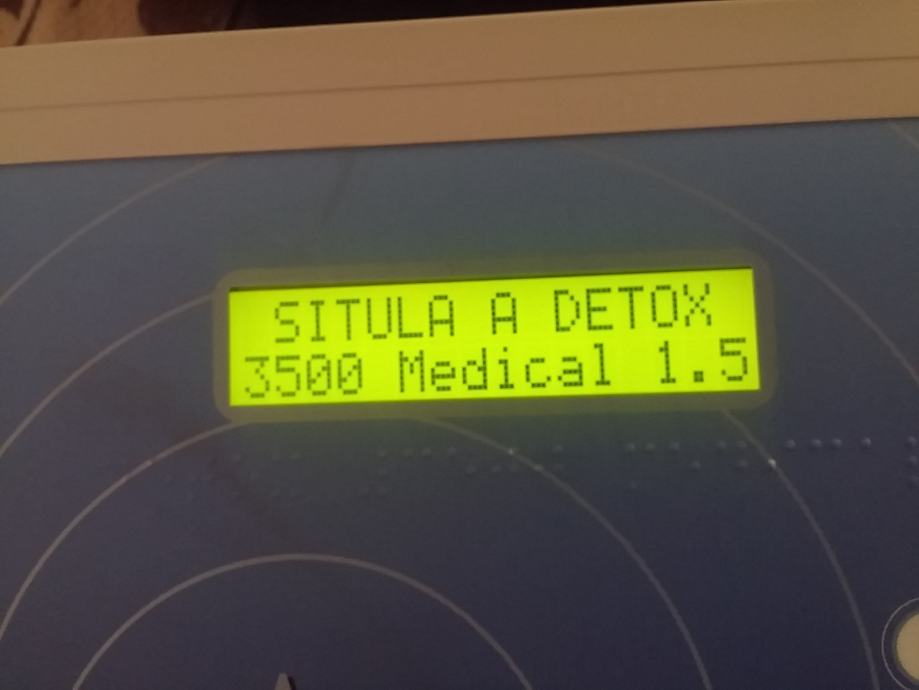 SITULA A DETOX
3500 Medical 1.5